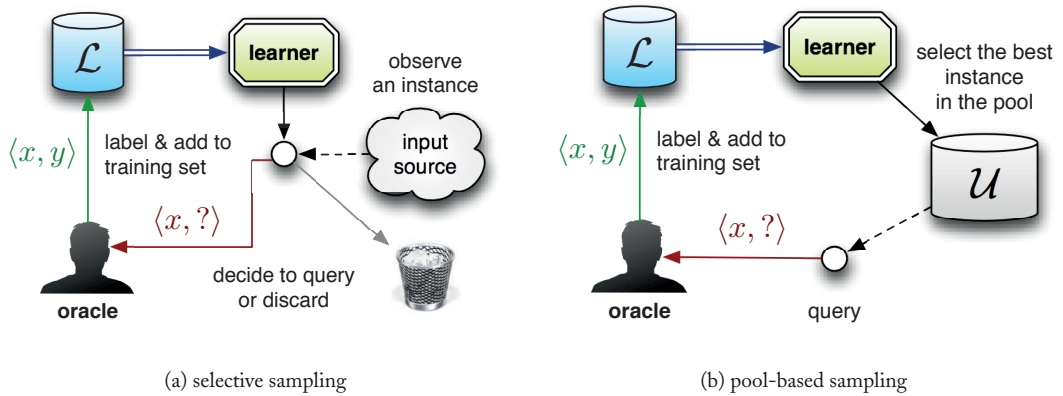 ℒ
learner
observe
an instance
input
source
⟨x, y⟩
label & add to
training set
⟨x, ?⟩
decide to query
or discard
oracle
(a) selective sampling
ℒ
learner
select the best
instance
in the pool
𝒰
⟨x, y⟩
label & add to
training set
⟨x, ?⟩
oracle
query
(b) pool-based sampling